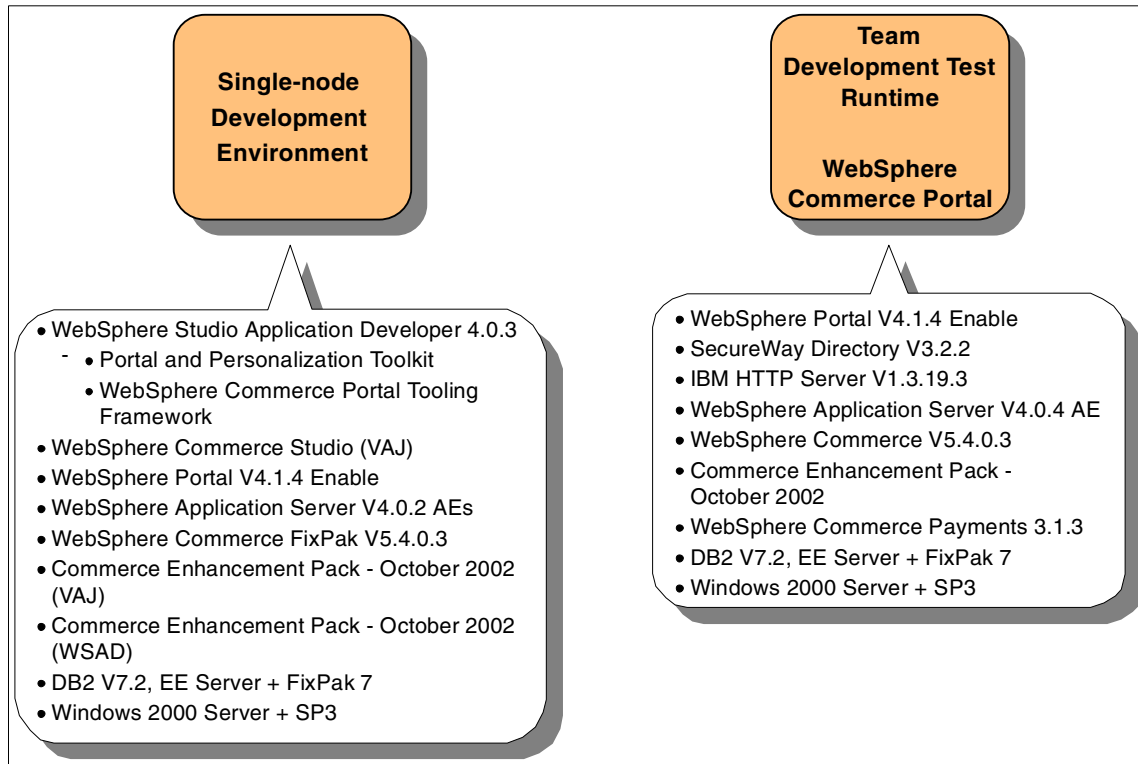 Single-node
Development
Environment
• WebSphere Studio Application Developer 4.0.3
- • Portal and Personalization Toolkit
• WebSphere Commerce Portal Tooling
Framework
• WebSphere Commerce Studio (VAJ)
• WebSphere Portal V4.1.4 Enable
• WebSphere Application Server V4.0.2 AEs
• WebSphere Commerce FixPak V5.4.0.3
• Commerce Enhancement Pack - October 2002
(VAJ)
• Commerce Enhancement Pack - October 2002
(WSAD)
• DB2 V7.2, EE Server + FixPak 7
• Windows 2000 Server + SP3
Team
Development Test
Runtime
WebSphere
Commerce Portal
• WebSphere Portal V4.1.4 Enable
• SecureWay Directory V3.2.2
• IBM HTTP Server V1.3.19.3
• WebSphere Application Server V4.0.4 AE
• WebSphere Commerce V5.4.0.3
• Commerce Enhancement Pack -
October 2002
• WebSphere Commerce Payments 3.1.3
• DB2 V7.2, EE Server + FixPak 7
• Windows 2000 Server + SP3